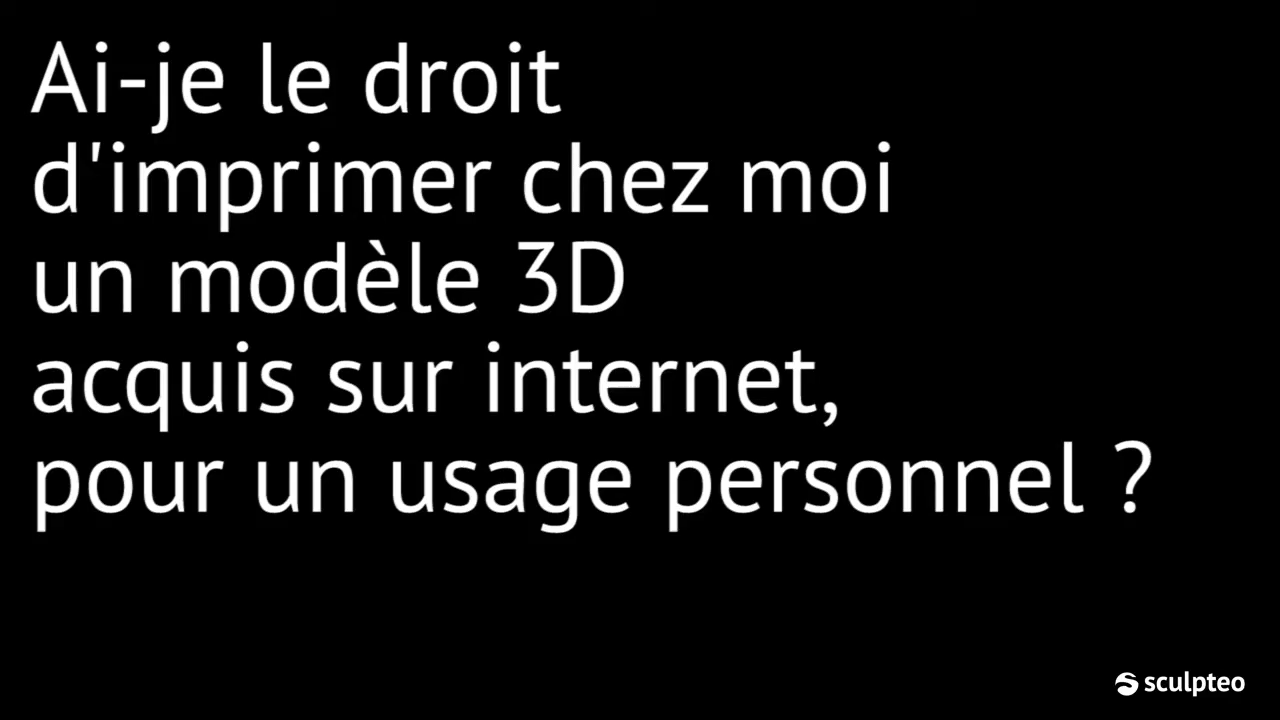 Ai-je le droit
d'imprimer chez moi
un modèle 3D
acquis sur internet,
pour un usage personnel ?
sculpteo